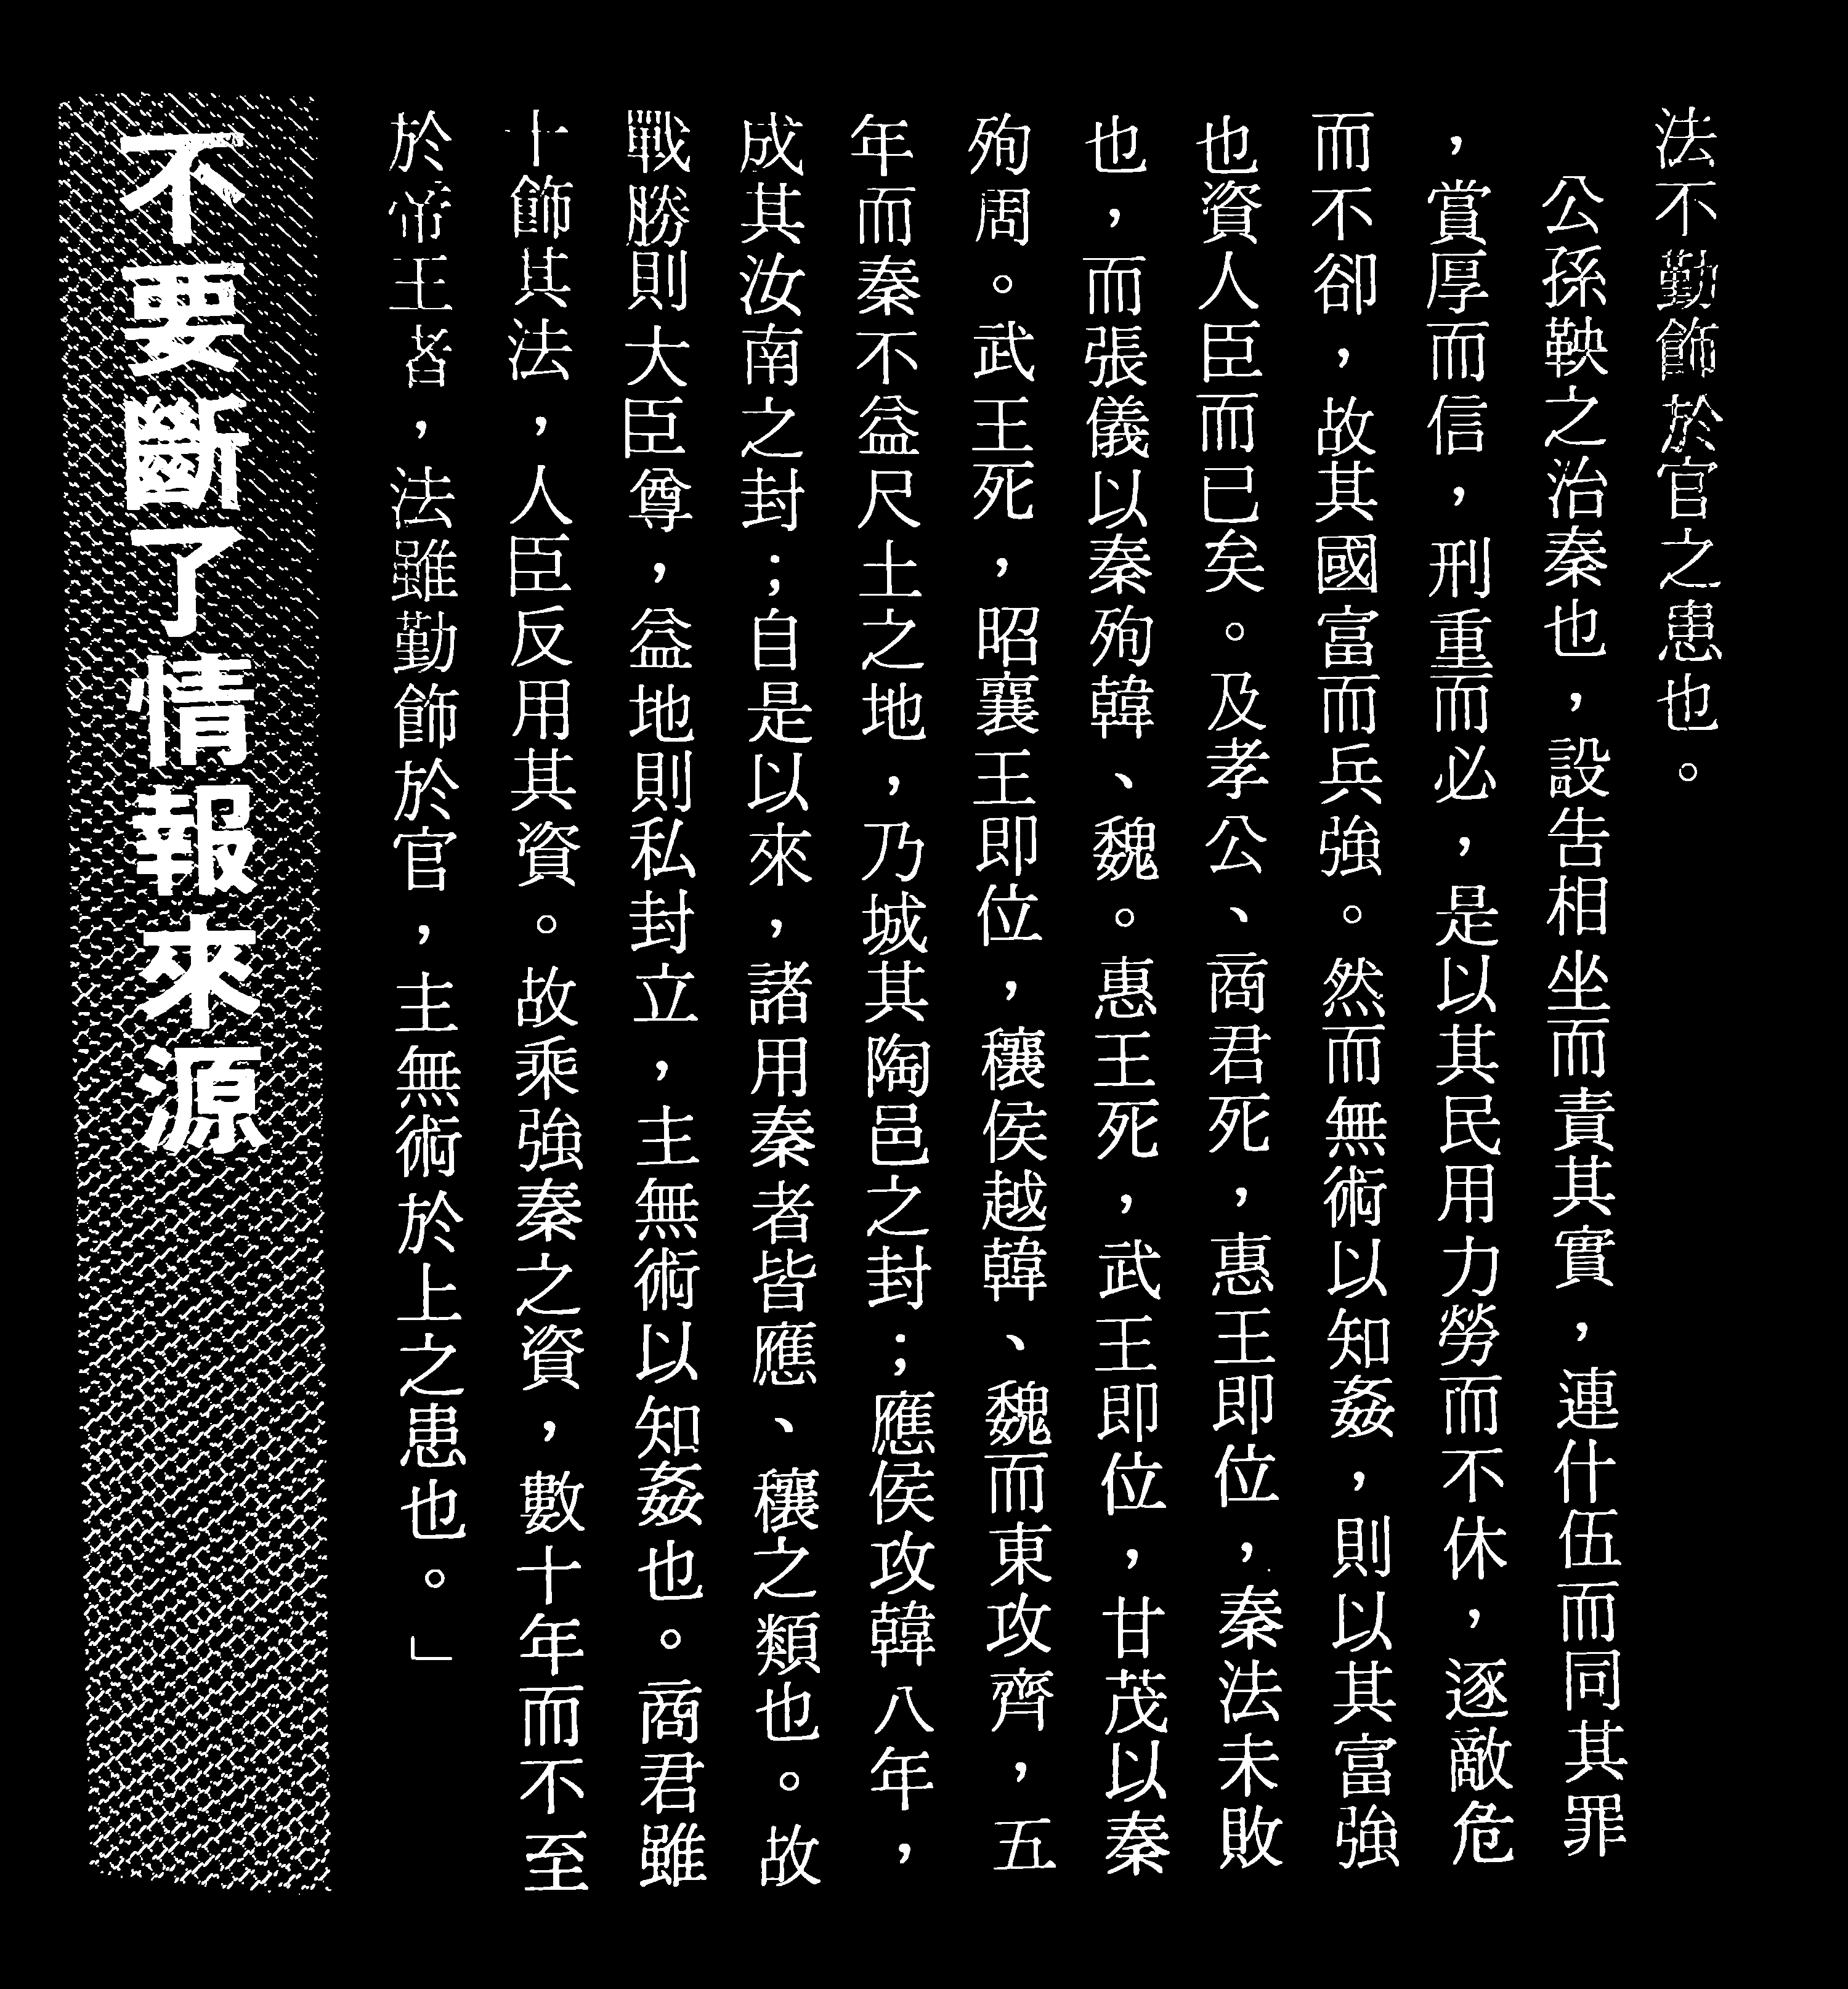 法不勤飾於官之患也。
公孫鞅之治秦也，設告相坐而責其實，連什伍而同其罪
，賞厚而信，刑重而必，是以其民用力勞而不休，逐敵危
而不卻，故其國富而兵強。然而無術以知姦，則以其富強
也資人臣而已矣。及孝公、商君死，惠王即位，秦法未敗
也，而張儀以秦殉韓、魏。惠王死，武王即位，甘茂以秦
殉周。武王死，昭襄王即位，穰侯越韓、魏而東攻齊，五
年而秦不益尺土之地，乃城其陶邑之封；應侯攻韓八年，
成其汝南之封；自是以來，諸用秦者皆應、穰之類也。故
戰勝則大臣尊，益地則私封立，主無術以知姦也。商君雖
十飾其法，人臣反用其資。故乘強秦之資，數十年而不至
於帝王者，法雖勤飾於官，主無術於上之患也。」
不要斷了情報來源